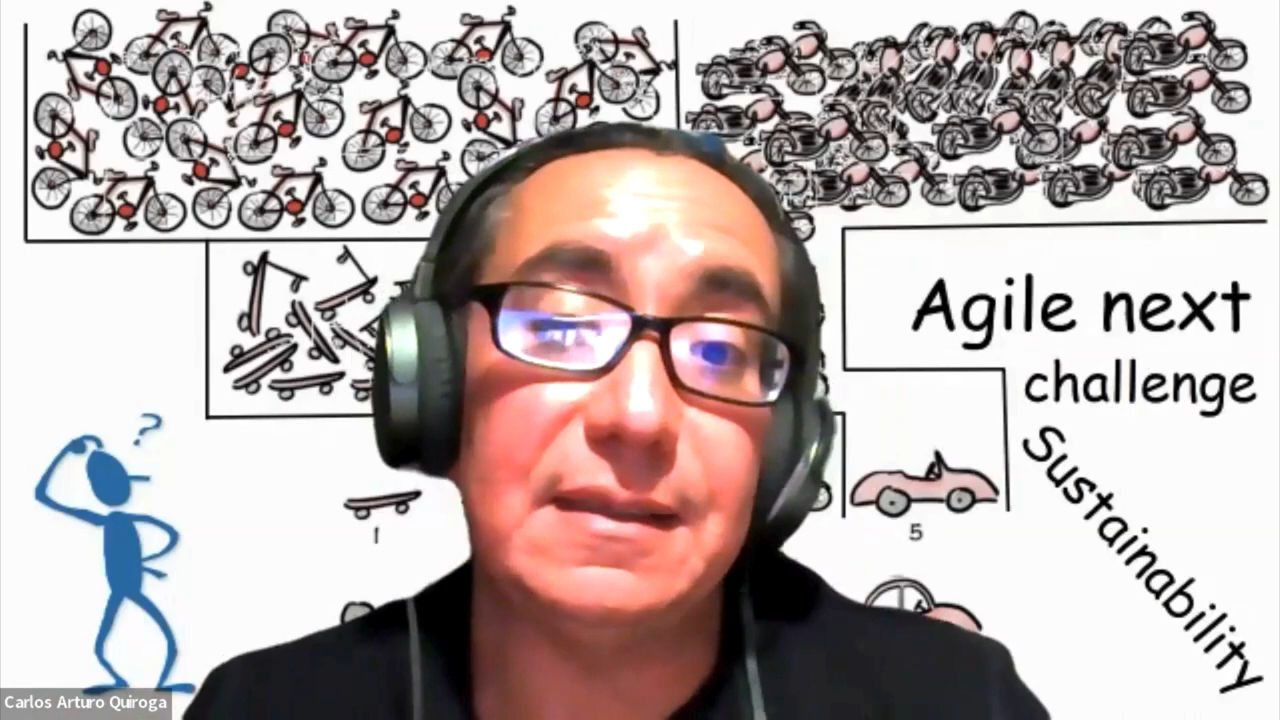 Agile next
challenge
Sustainability
?
1
5
Carlos Arturo Quiroga